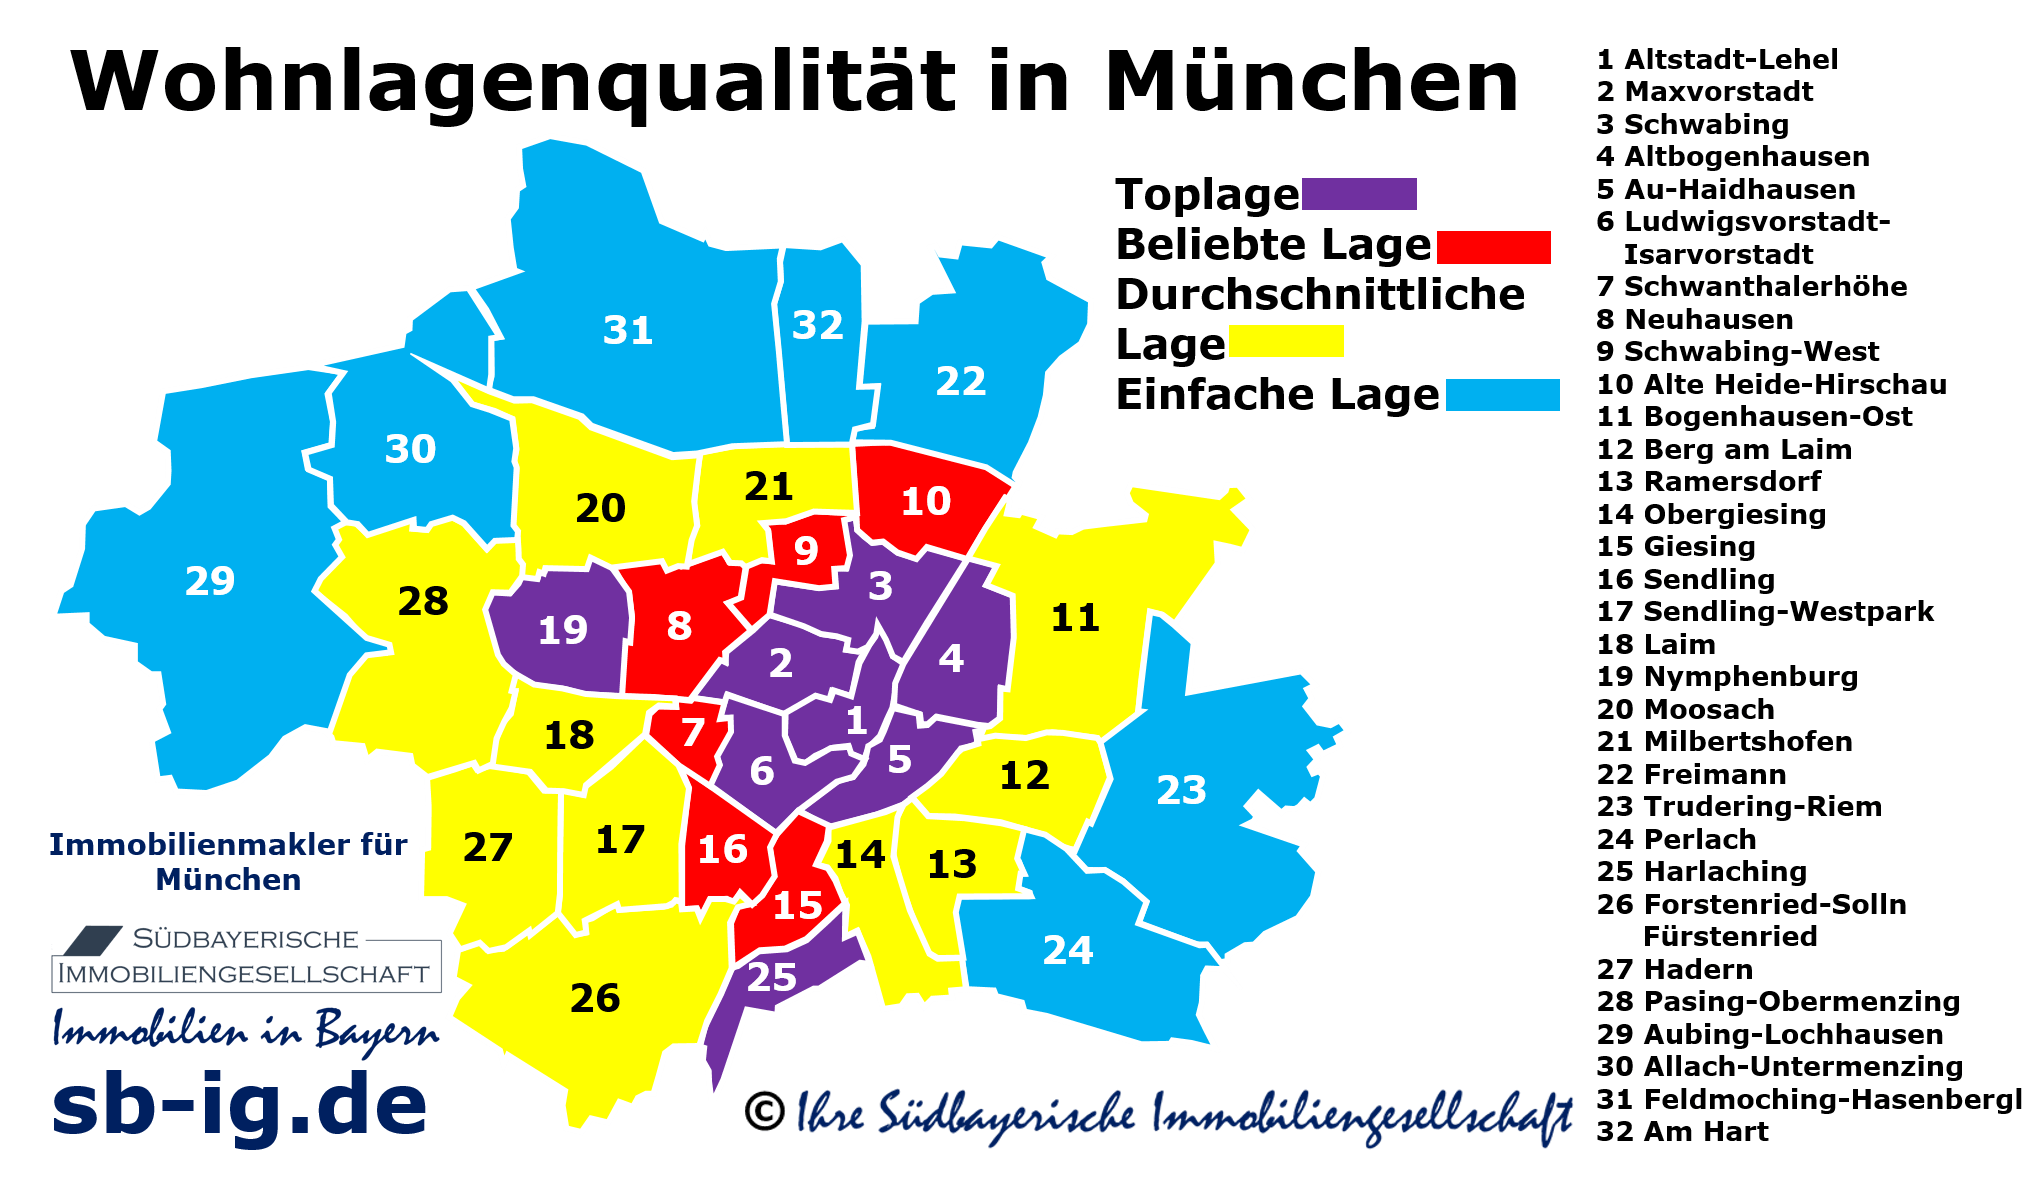 Wohnlagenqualität in München
Toplage
Beliebte Lage
Durchschnittliche
Lage
Einfache Lage
1 Altstadt-Lehel
2 Maxvorstadt
3 Schwabing
4 Altbogenhausen
5 Au-Haidhausen
6 Ludwigsvorstadt-
Isarvorstadt
7 Schwanthalerhöhe
8 Neuhausen
9 Schwabing-West
10 Alte Heide-Hirschau
11 Bogenhausen-Ost
12 Berg am Laim
13 Ramersdorf
14 Obergiesing
15 Giesing
16 Sendling
17 Sendling-Westpark
18 Laim
19 Nymphenburg
20 Moosach
21 Milbertshofen
22 Freimann
23 Trudering-Riem
24 Perlach
25 Harlaching
26 Forstenried-Solln
Fürstenried
27 Hadern
28 Pasing-Obermenzing
29 Aubing-Lochhausen
30 Allach-Untermenzing
31 Feldmoching-Hasenbergl
32 Am Hart
31
32
22
30
20
21
10
9
29
28
19
8
3
11
2
4
18
7
1
6
5
12
23
27
17
16
14
13
15
24
25
26
Immobilienmakler für
München
SÜDBAYERISCHE
IMMOBILIENGESELLSCHAFT
Immobilien in Bayern
sb-ig.de
© Ihre Südbayerische Immobiliengesellschaft